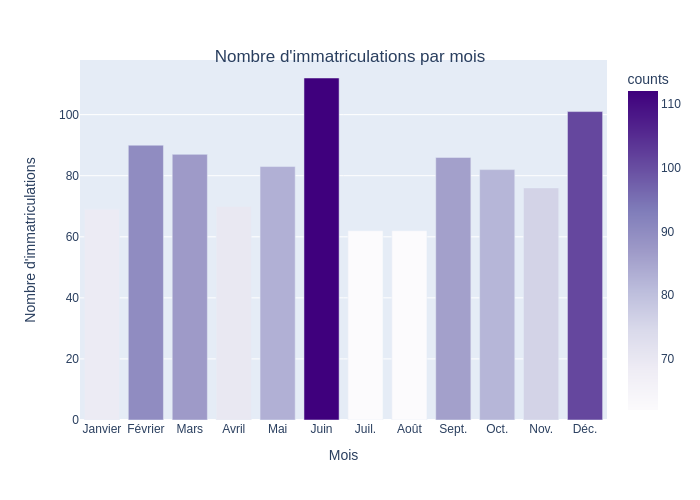 Nombre d'immatriculations par mois
counts
110
100
90
80
70
Nombre d'immatriculations
100
80
60
40
20
0
Janvier Février Mars Avril Mai Juin Juil. Août Sept. Oct. Nov. Déc.
Mois